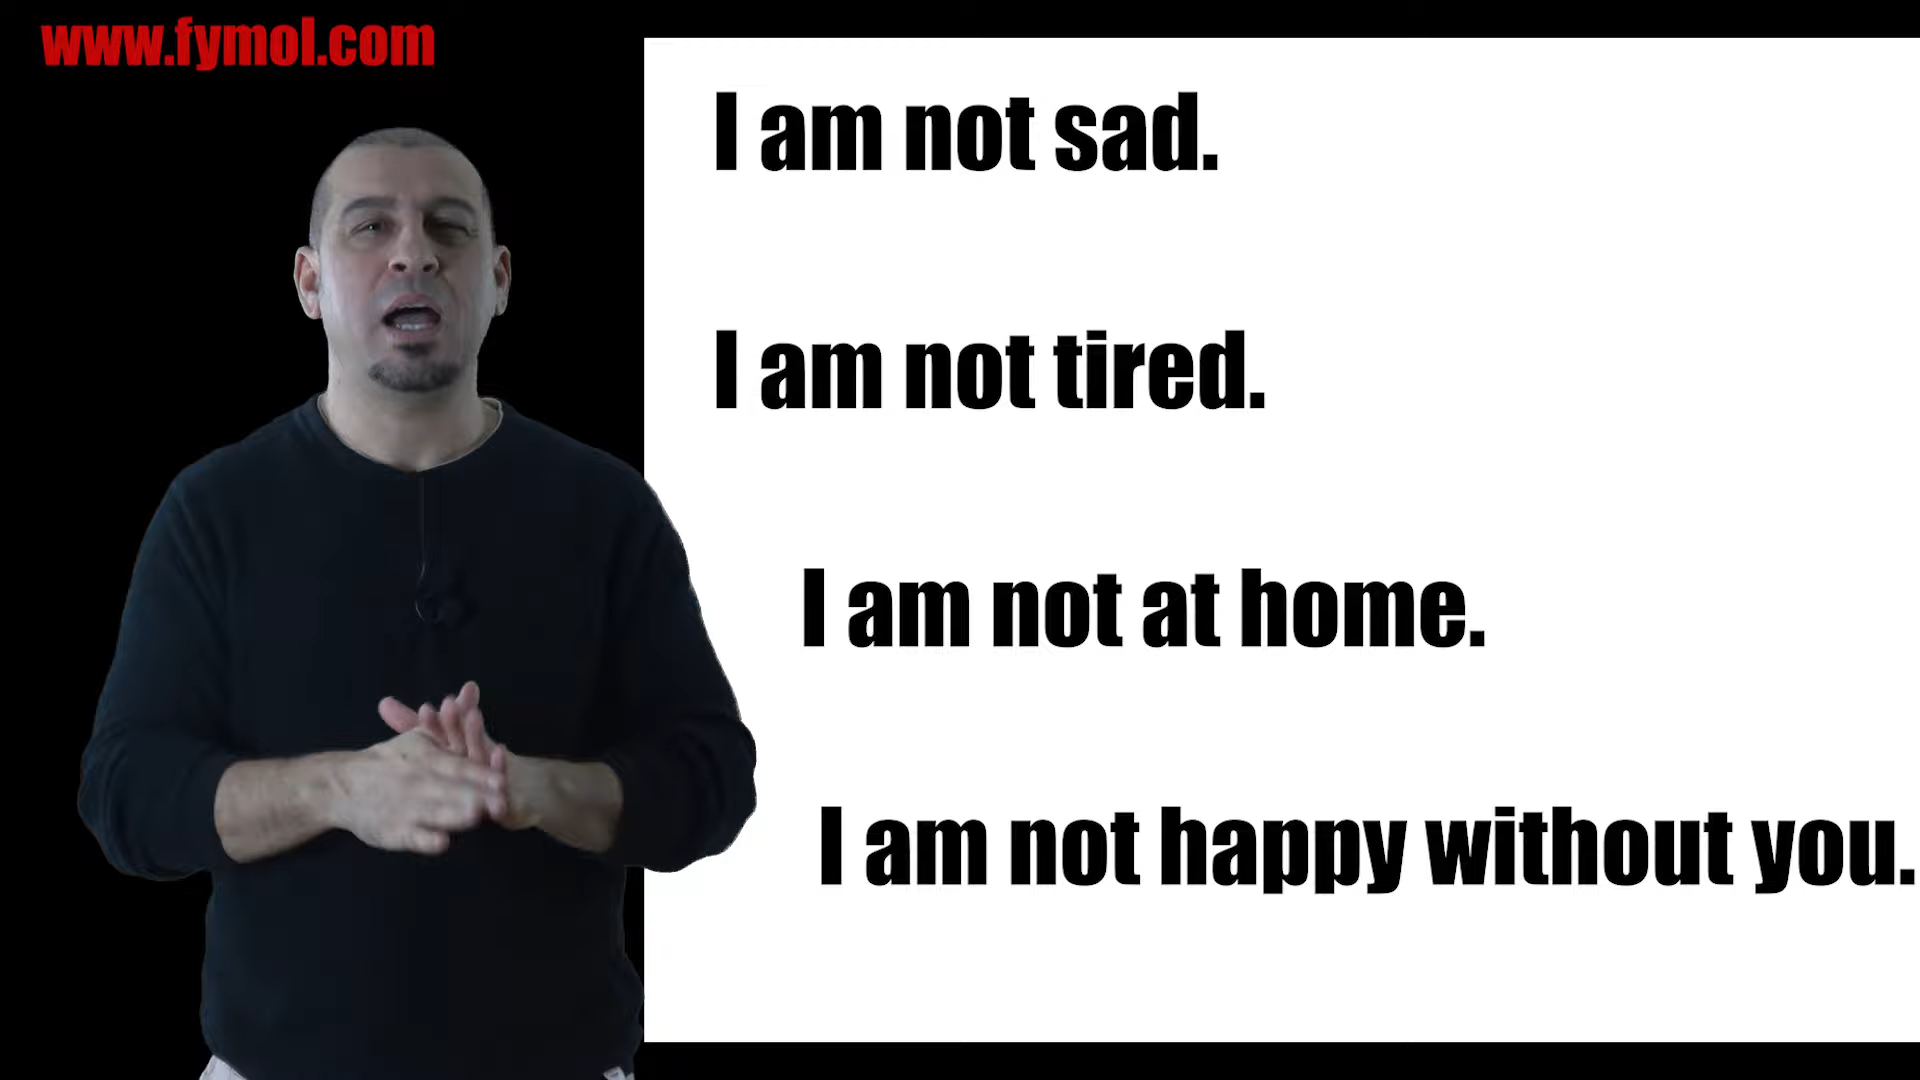 www.fymol.com
I am not sad.
I am not tired.
I am not at home.
I am not happy without you.